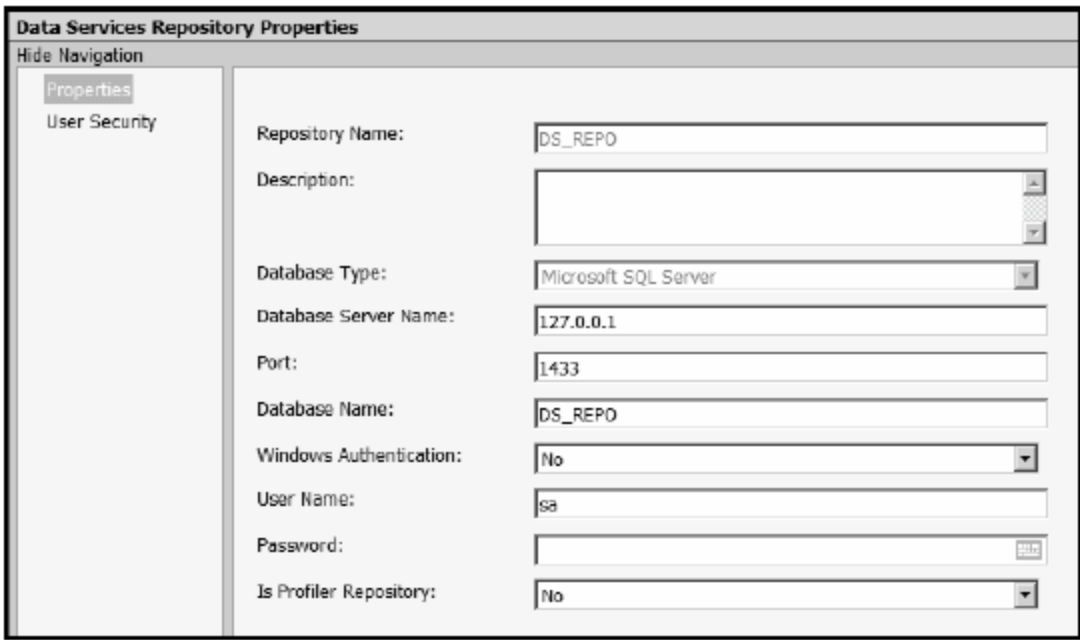 Data Services Repository Properties
Hide Navigation
Properties
User Security
Repository Name: DS_REPO
Description:
Database Type: Microsoft SQL Server
Database Server Name: 127.0.0.1
Port: 1433
Database Name: DS_REPO
Windows Authentication: No
User Name: sa
Password:
Is Profiler Repository: No